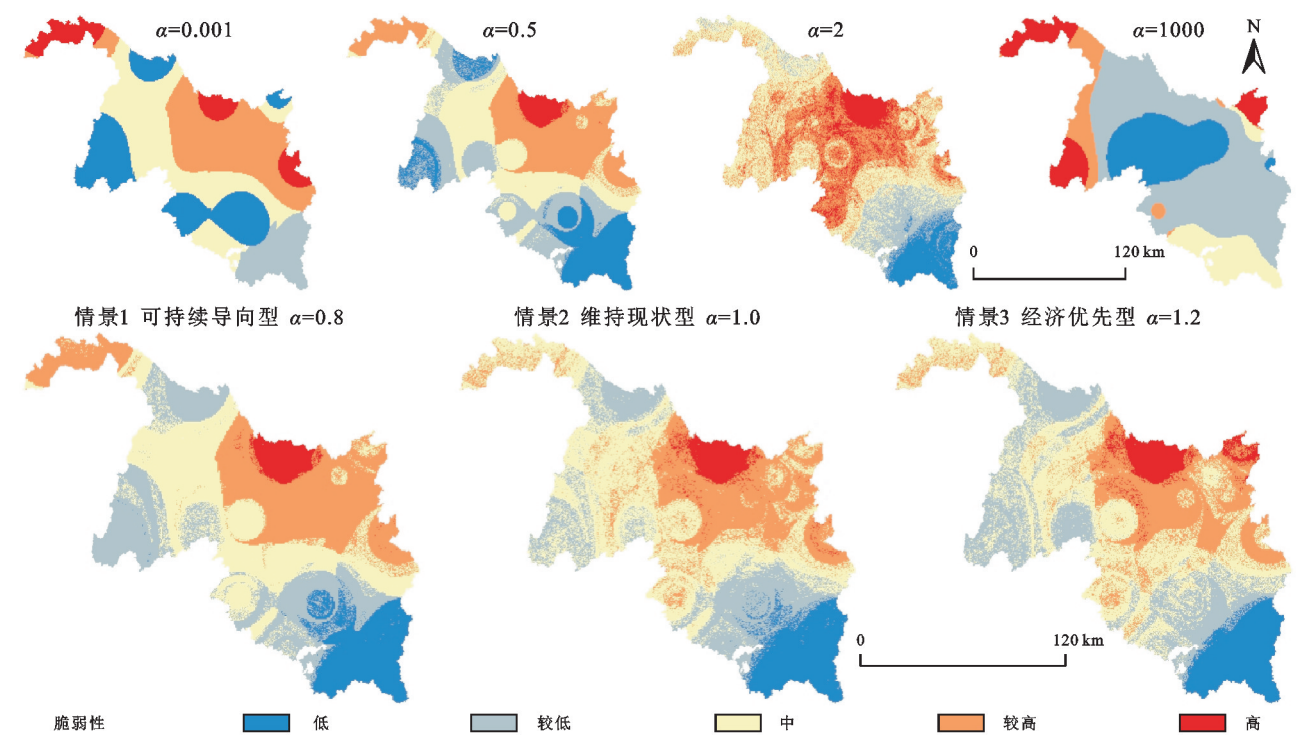 α=0.001
α=0.5
α=2
α=1000
N
0 120 km
情景1 可持续导向型 α=0.8
情景2 维持现状型 α=1.0
情景3 经济优先型 α=1.2
0 120 km
脆弱性 低 较低 中 较高 高